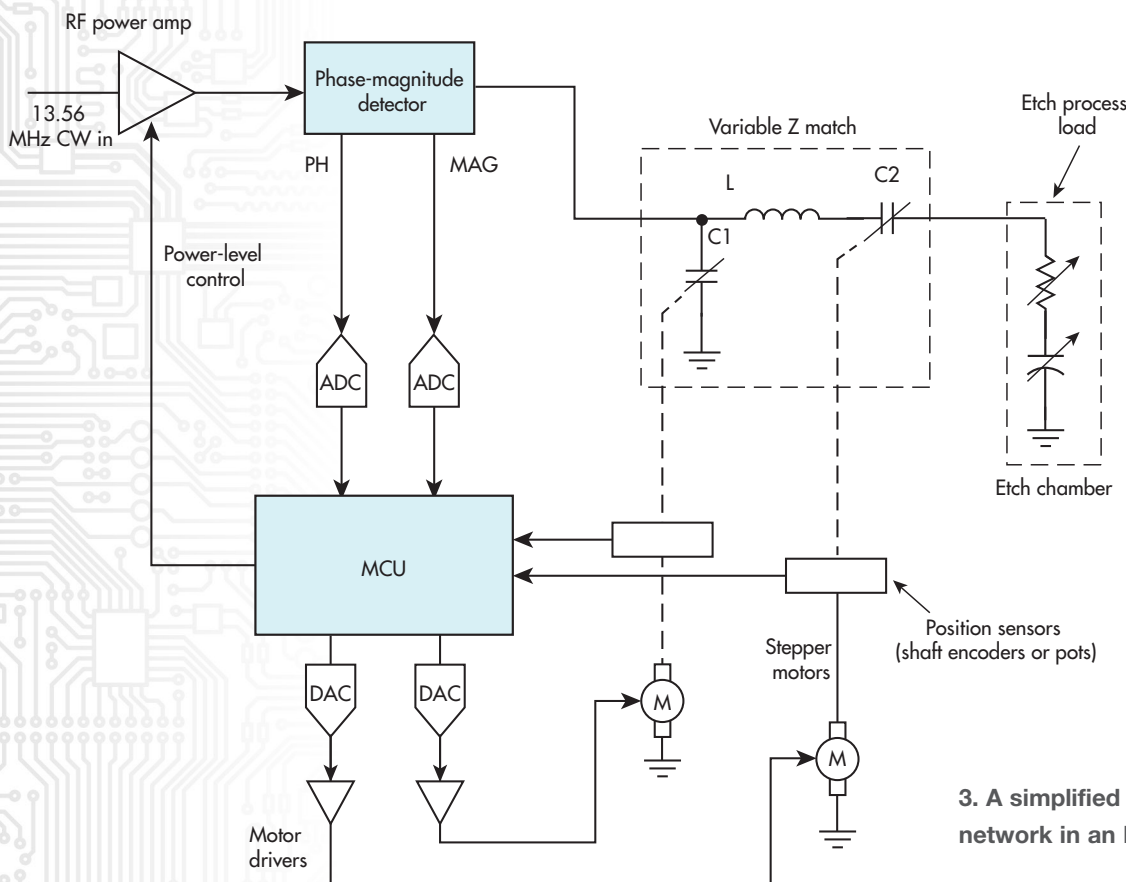 RF power amp
13.56
MHz CW in
Phase-magnitude
detector
PH
MAG
Power-level
control
Variable Z match
L
C2
C1
Etch process
load
Etch chamber
ADC
ADC
MCU
Position sensors
(shaft encoders or pots)
Stepper
motors
DAC
DAC
M
M
Motor
drivers
3. A simplified
network in an